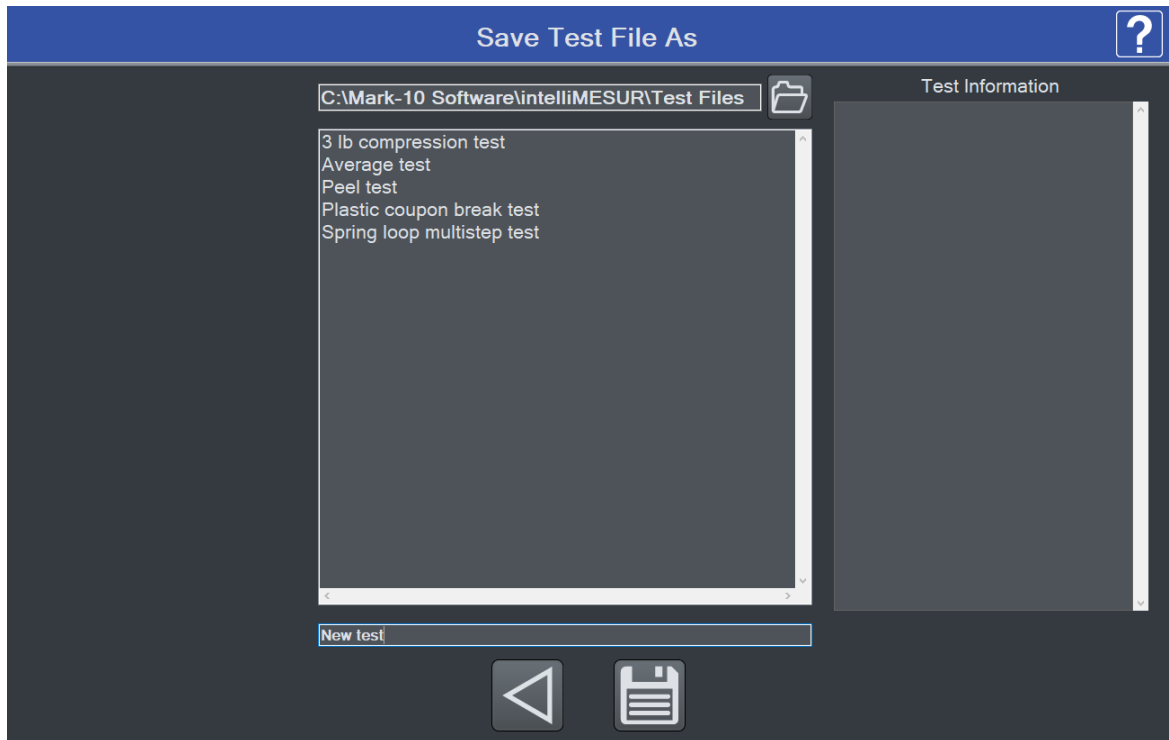 Save Test File As
?
C:\Mark-10 Software\intelliMESUR\Test Files
Test Information
3 lb compression test
Average test
Peel test
Plastic coupon break test
Spring loop multistep test
New test